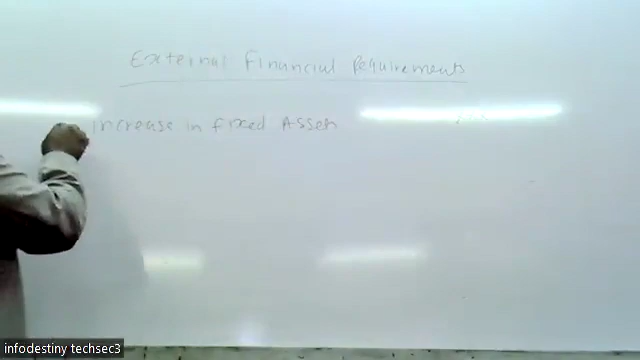 External Financial Requirements
increase in fixed Assets
infodestiny techsec3